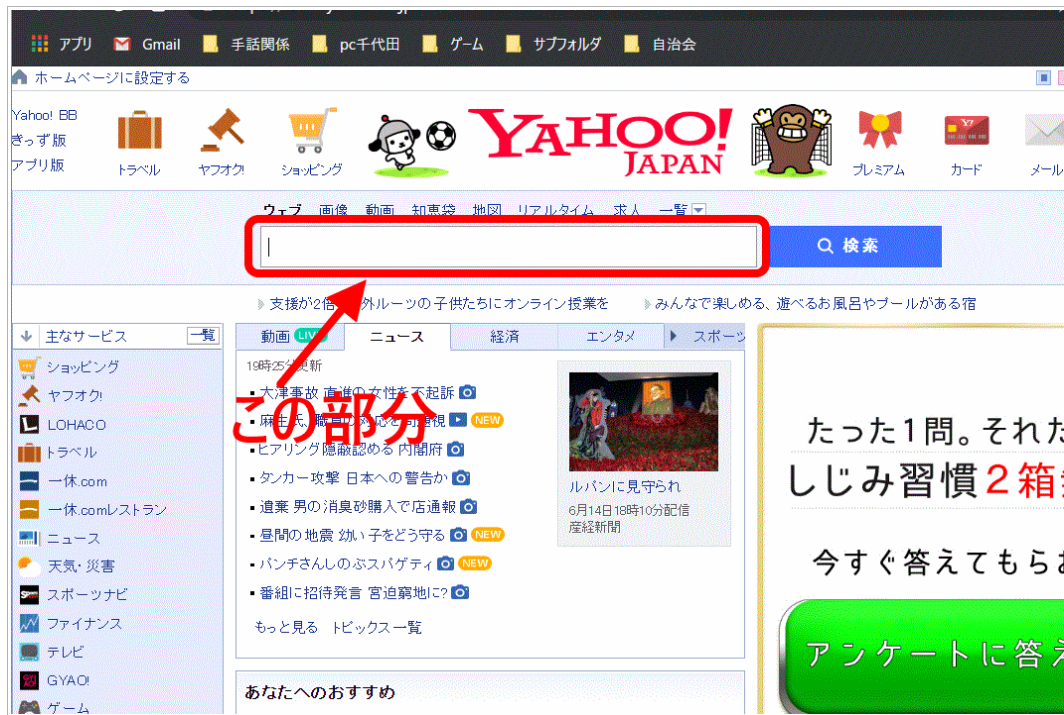 アプリ Gmail 手話関係 pc千代田 ゲーム サブフォルダ 自治会
ホームページに設定する
Yahoo! BB
きっず版
アプリ版
トラベル ヤフオク! ショッピング
YAHOO!
JAPAN
プレミアム カード メール
ウェブ 画像 動画 知恵袋 地図 リアルタイム 求人 一覧
検索
支援が2倍 外ルーツの子供たちにオンライン授業を みんなで楽しめる、遊べるお風呂やプールがある宿
主なサービス 一覧
ショッピング
ヤフオク!
LOHACO
トラベル
一休.com
一休.comレストラン
ニュース
天気・災害
スポーツナビ
ファイナンス
テレビ
GYAO!
ゲーム
動画 LIVE ニュース 経済 エンタメ スポーツ
19時25分更新
大津事故 直進の女性を不起訴
麻生氏、職員の対応を問題視 NEW
ヒアリング隠蔽認める 内閣府
タンカー攻撃 日本への警告か
遺棄 男の消臭砂購入で店通報
昼間の地震 幼い子をどう守る NEW
パンチさんしのぶスパゲティ NEW
番組に招待発言 宮迫窮地に?
もっと見る トピックス一覧
この部分
ルパンに見守られ
6月14日18時10分配信
産経新聞
あなたへのおすすめ
たった1問。それ
しじみ習慣2箱
今すぐ答えてもら
アンケートに答